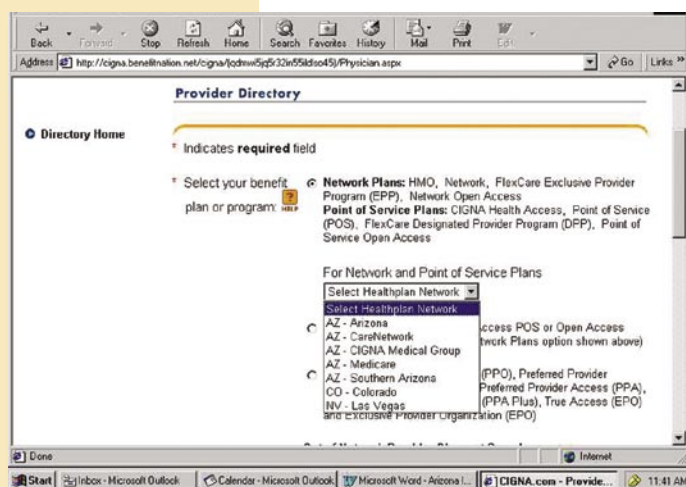 Back Forward Stop Refresh Home Search Favorites History Mail Print Edit
Address http://cigna.benefitnation.net/cigna/ /Physician.aspx Go Links »
Provider Directory
Directory Home
* Indicates required field
* Select your benefit plan or program: ? HELP
Network Plans: HMO, Network, FlexCare Exclusive Provider
Program (EPP), Network Open Access
Point of Service Plans: CIGNA Health Access, Point of Service
(POS), FlexCare Designated Provider Program (DPP), Point of
Service Open Access
For Network and Point of Service Plans
Select Healthplan Network
Select Healthplan Network
AZ - Arizona
AZ - CareNetwork
AZ - CIGNA Medical Group
AZ - Medicare
AZ - Southern Arizona
CO - Colorado
NV - Las Vegas
ccess POS or Open Access
twork Plans option shown above)
(PPO), Preferred Provider
Preferred Provider Access (PPA),
(PPA Plus), True Access (EPO)
and Exclusive Provider Organization (EPO)
Done Internet
Start Inbox - Microsoft Outlook Calendar - Microsoft Outlook Microsoft Word - Arizona I... CIGNA.com - Provide... 11:41 AM